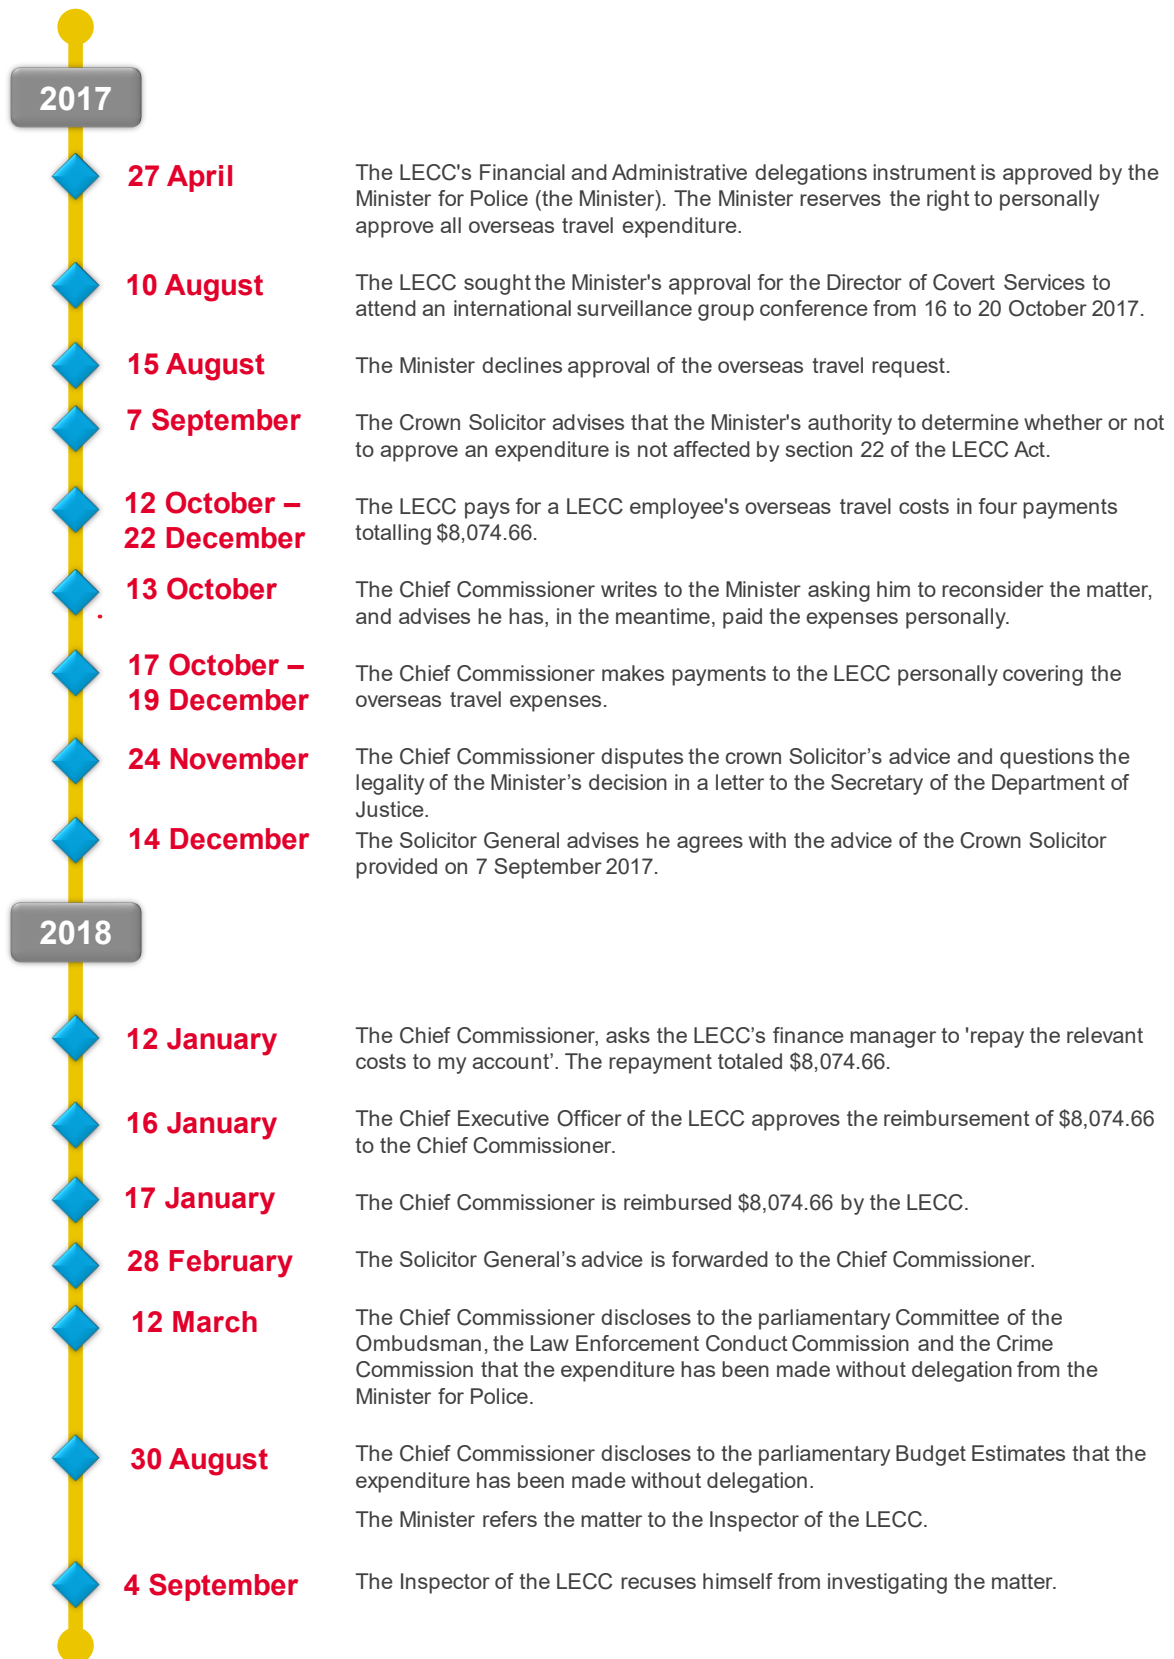 2017
27 April
The LECC's Financial and Administrative delegations instrument is approved by the
Minister for Police (the Minister). The Minister reserves the right to personally
approve all overseas travel expenditure.
10 August
The LECC sought the Minister's approval for the Director of Covert Services to
attend an international surveillance group conference from 16 to 20 October 2017.
15 August
The Minister declines approval of the overseas travel request.
7 September
The Crown Solicitor advises that the Minister's authority to determine whether or not
to approve an expenditure is not affected by section 22 of the LECC Act.
12 October –
22 December
The LECC pays for a LECC employee's overseas travel costs in four payments
totalling $8,074.66.
13 October
The Chief Commissioner writes to the Minister asking him to reconsider the matter,
and advises he has, in the meantime, paid the expenses personally.
17 October –
19 December
The Chief Commissioner makes payments to the LECC personally covering the
overseas travel expenses.
24 November
The Chief Commissioner disputes the crown Solicitor’s advice and questions the
legality of the Minister’s decision in a letter to the Secretary of the Department of
Justice.
14 December
The Solicitor General advises he agrees with the advice of the Crown Solicitor
provided on 7 September 2017.
2018
12 January
The Chief Commissioner, asks the LECC’s finance manager to 'repay the relevant
costs to my account’. The repayment totaled $8,074.66.
16 January
The Chief Executive Officer of the LECC approves the reimbursement of $8,074.66
to the Chief Commissioner.
17 January
The Chief Commissioner is reimbursed $8,074.66 by the LECC.
28 February
The Solicitor General’s advice is forwarded to the Chief Commissioner.
12 March
The Chief Commissioner discloses to the parliamentary Committee of the
Ombudsman, the Law Enforcement Conduct Commission and the Crime
Commission that the expenditure has been made without delegation from the
Minister for Police.
30 August
The Chief Commissioner discloses to the parliamentary Budget Estimates that the
expenditure has been made without delegation.
The Minister refers the matter to the Inspector of the LECC.
4 September
The Inspector of the LECC recuses himself from investigating the matter.